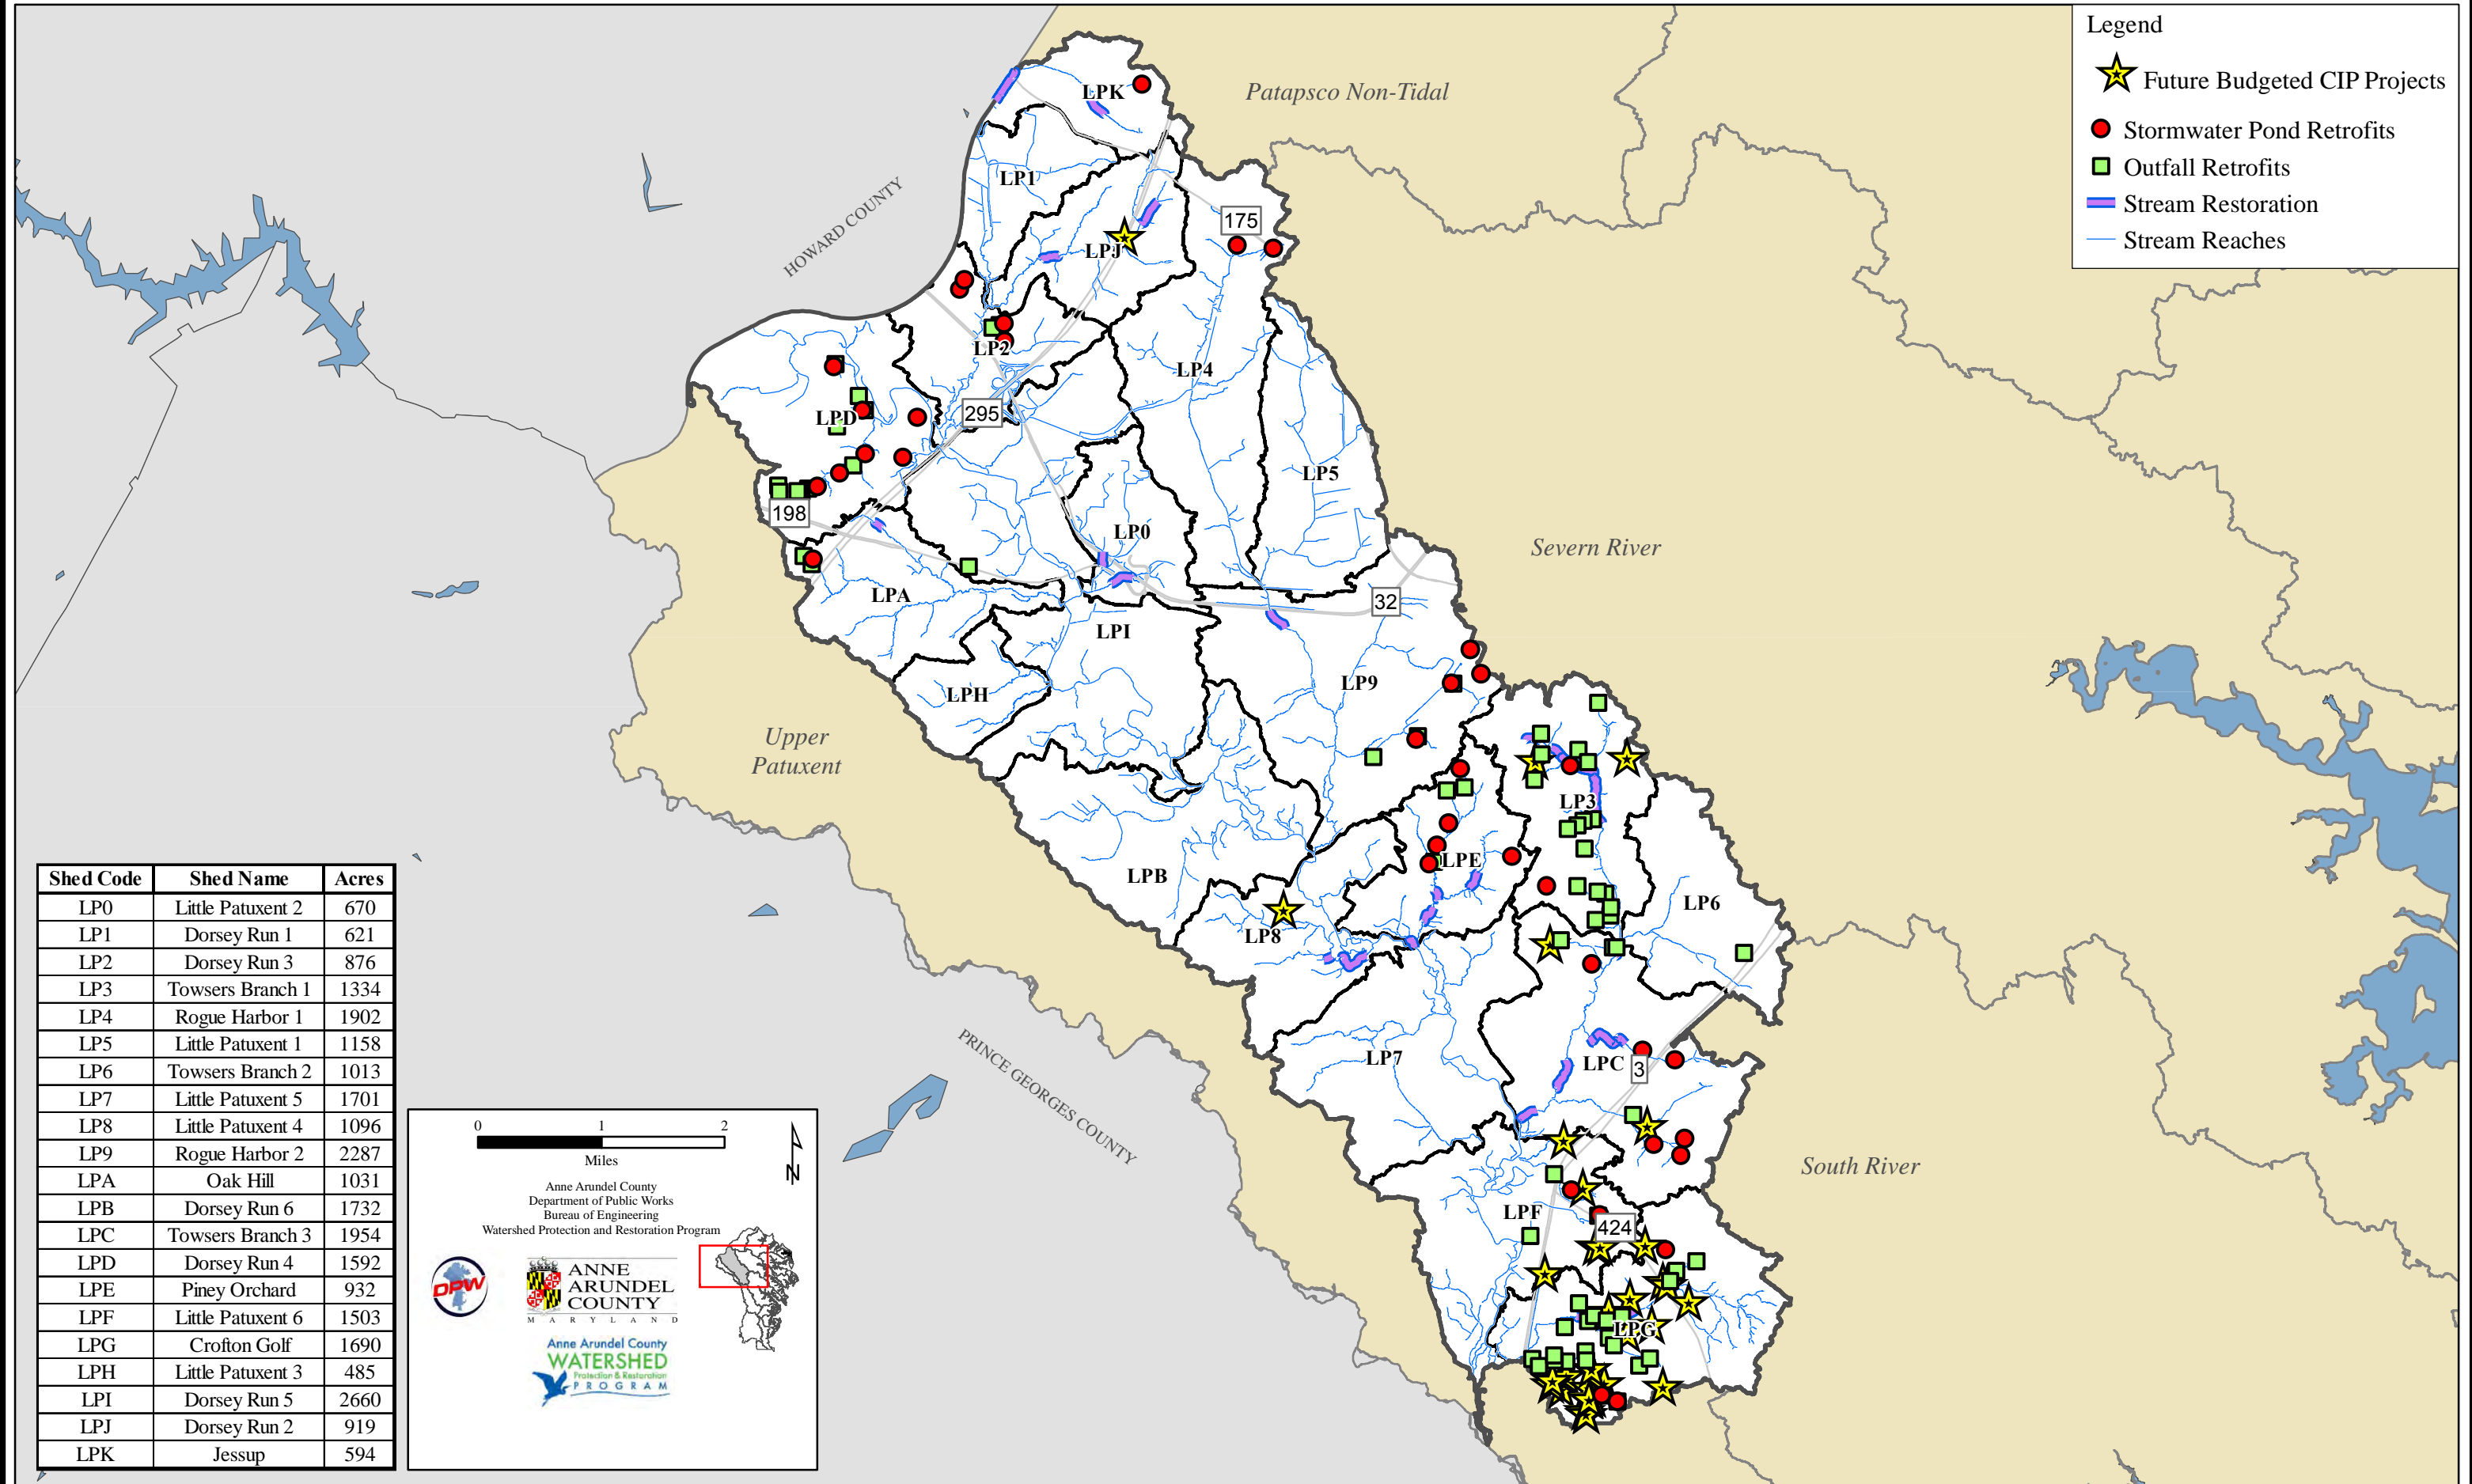 Legend
Future Budgeted CIP Projects
Stormwater Pond Retrofits
Outfall Retrofits
Stream Restoration
Stream Reaches
Patapsco Non-Tidal
HOWARD COUNTY
LPK
LP1
175
LPJ
LP2
LP4
295
LPD
LP5
198
LP0
Severn River
LPA
32
LPI
LP9
LPH
Upper
Patuxent
LP3
LPE
LPB
LP6
LP8
PRINCE GEORGES COUNTY
LP7
LPC
3
South River
LPF
424
LPG
Shed Code Shed Name Acres
LP0 Little Patuxent 2 670
LP1 Dorsey Run 1 621
LP2 Dorsey Run 3 876
LP3 Towsers Branch 1 1334
LP4 Rogue Harbor 1 1902
LP5 Little Patuxent 1 1158
LP6 Towsers Branch 2 1013
LP7 Little Patuxent 5 1701
LP8 Little Patuxent 4 1096
LP9 Rogue Harbor 2 2287
LPA Oak Hill 1031
LPB Dorsey Run 6 1732
LPC Towsers Branch 3 1954
LPD Dorsey Run 4 1592
LPE Piney Orchard 932
LPF Little Patuxent 6 1503
LPG Crofton Golf 1690
LPH Little Patuxent 3 485
LPI Dorsey Run 5 2660
LPJ Dorsey Run 2 919
LPK Jessup 594
0 1 2
Miles
N
Anne Arundel County
Department of Public Works
Bureau of Engineering
Watershed Protection and Restoration Program
DPW
ANNE
ARUNDEL
COUNTY
MARYLAND
Anne Arundel County
WATERSHED
Protection & Restoration
PROGRAM